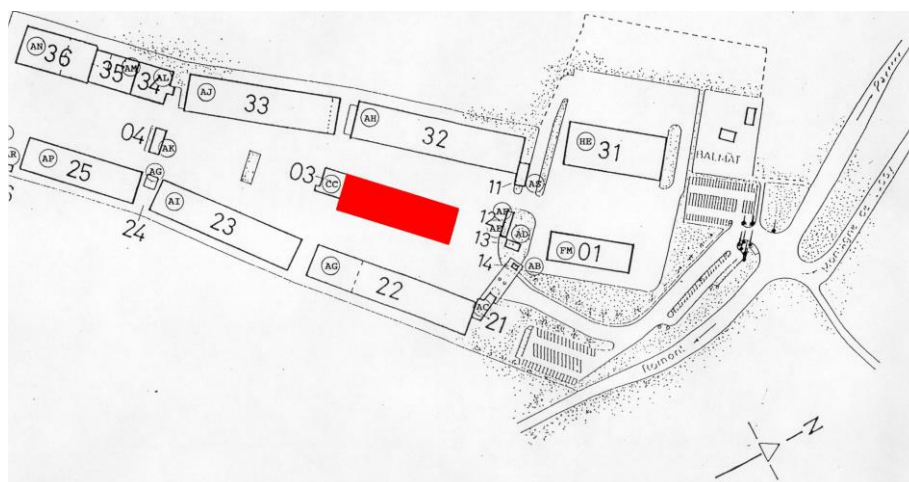 AN
36
35
AM
34
AL
AJ
33
AH
32
HE
31
BALMAT
04
AK
03
CC
11
AS
AP
25
AG
24
AI
23
12
AF
AE
AD
13
14
AB
FM
01
AG
22
AC
21
N